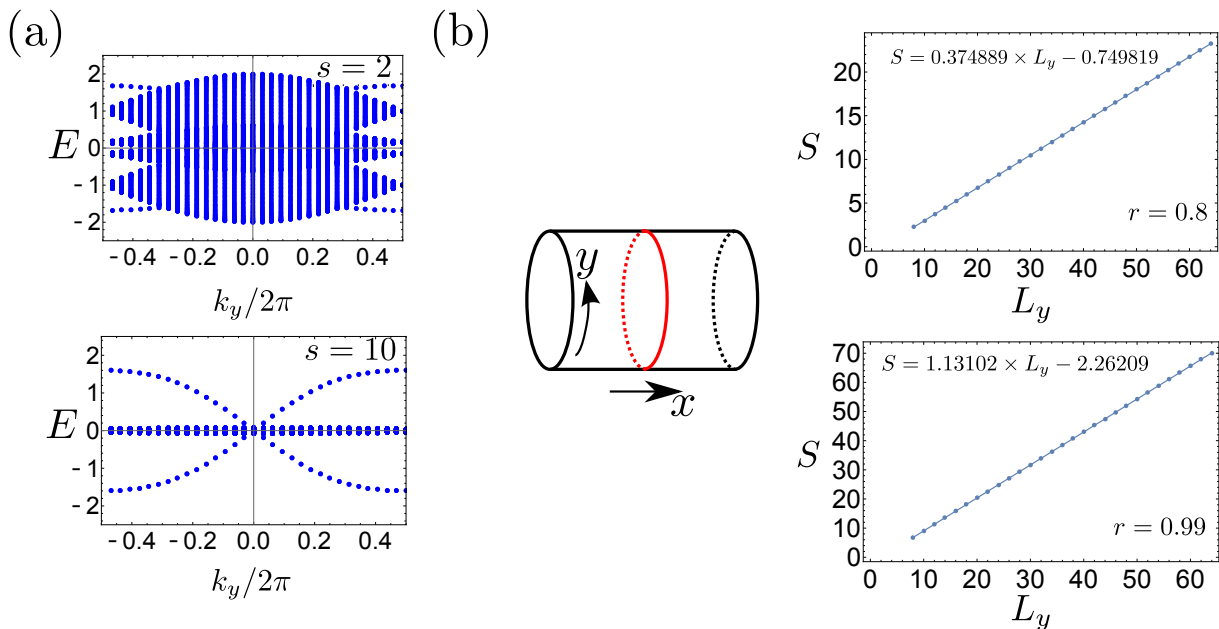 (a)
s = 2
E
2
1
0
-1
-2
-0.4 -0.2 0.0 0.2 0.4
k_y/2π
s = 10
E
2
1
0
-1
-2
-0.4 -0.2 0.0 0.2 0.4
k_y/2π
(b)
y
x
S = 0.374889 × L_y − 0.749819
S
20
15
10
5
0
r = 0.8
0 10 20 30 40 50 60
L_y
S = 1.13102 × L_y − 2.26209
S
70
60
50
40
30
20
10
0
r = 0.99
0 10 20 30 40 50 60
L_y